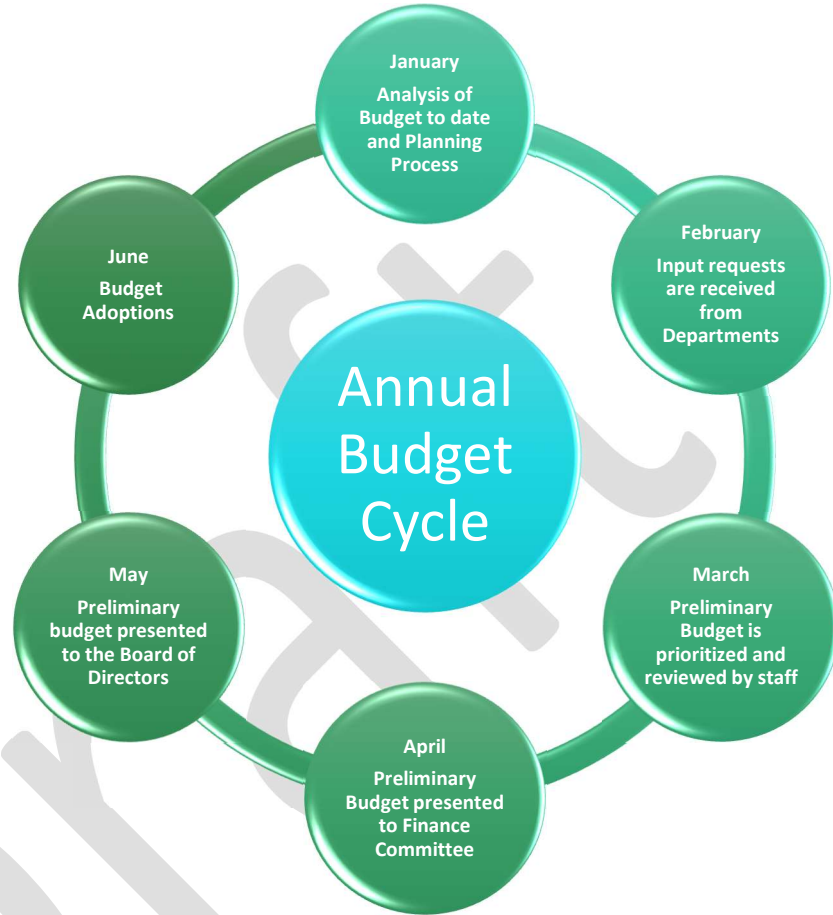 January
Analysis of
Budget to date
and Planning
Process
February
Input requests
are received
from
Departments
March
Preliminary
Budget is
prioritized and
reviewed by staff
April
Preliminary
Budget presented
to Finance
Committee
May
Preliminary
budget presented
to the Board of
Directors
June
Budget
Adoptions
Annual
Budget
Cycle